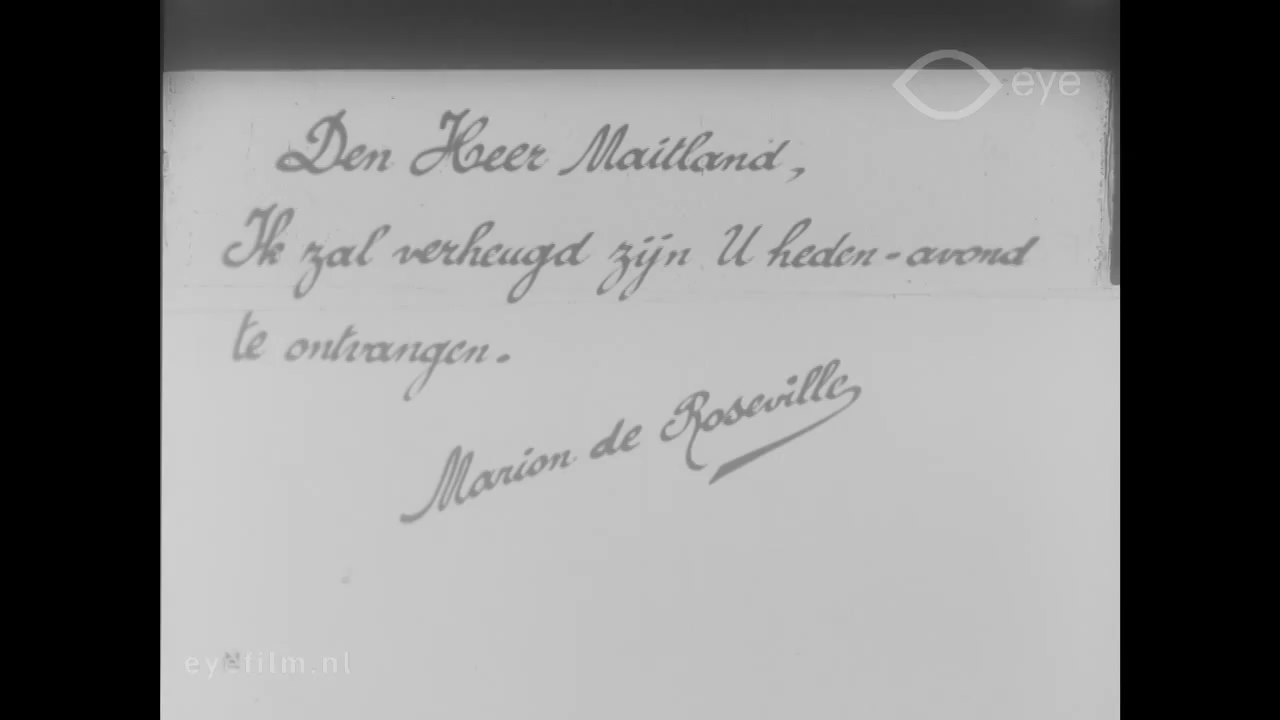 eye
Den Heer Maitland,
Ik zal verheugd zijn U heden-avond
te ontvangen.
Marion de Roseville
eyefilm.nl